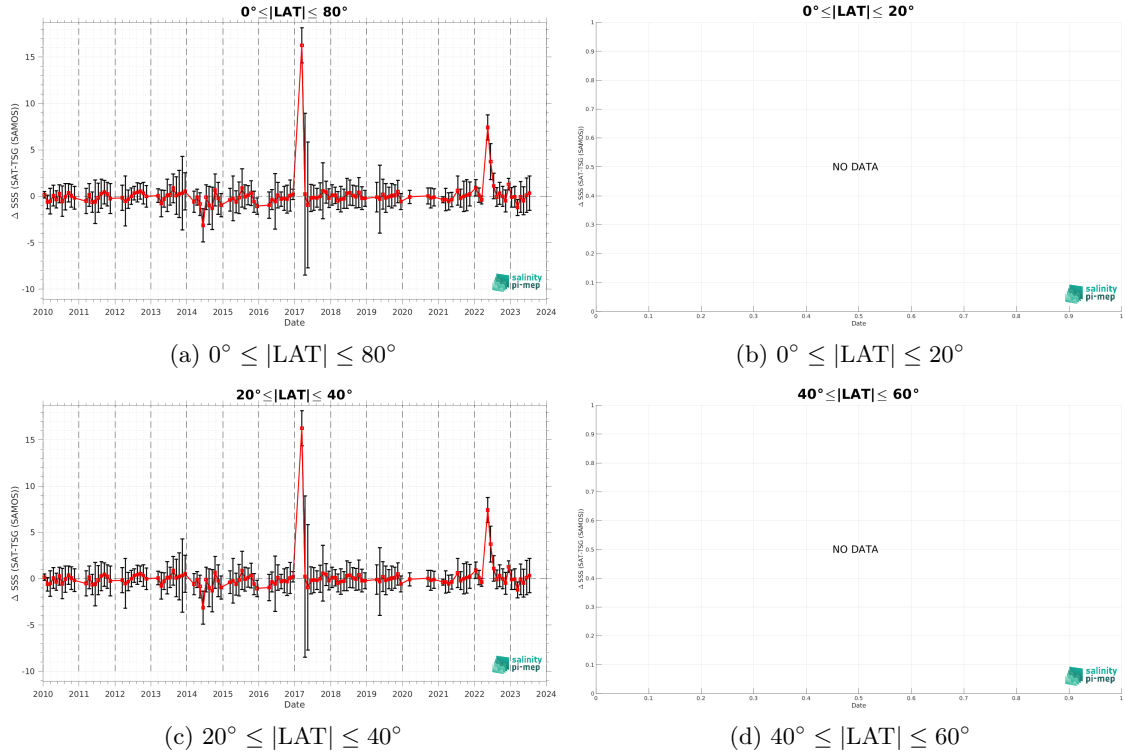 0°≤|LAT|≤ 80°
Δ SSS (SAT-TSG (SAMOS))
15
10
5
0
-5
-10
2010 2011 2012 2013 2014 2015 2016 2017 2018 2019 2020 2021 2022 2023 2024
Date
salinity
pi-mep
(a) 0° ≤ |LAT| ≤ 80°
0°≤|LAT|≤ 20°
Δ SSS (SAT-TSG (SAMOS))
1
0.9
0.8
0.7
0.6
0.5
0.4
0.3
0.2
0.1
0
NO DATA
0 0.1 0.2 0.3 0.4 0.5 0.6 0.7 0.8 0.9 1
Date
salinity
pi-mep
(b) 0° ≤ |LAT| ≤ 20°
20°≤|LAT|≤ 40°
Δ SSS (SAT-TSG (SAMOS))
15
10
5
0
-5
-10
2010 2011 2012 2013 2014 2015 2016 2017 2018 2019 2020 2021 2022 2023 2024
Date
salinity
pi-mep
(c) 20° ≤ |LAT| ≤ 40°
40°≤|LAT|≤ 60°
Δ SSS (SAT-TSG (SAMOS))
1
0.9
0.8
0.7
0.6
0.5
0.4
0.3
0.2
0.1
0
NO DATA
0 0.1 0.2 0.3 0.4 0.5 0.6 0.7 0.8 0.9 1
Date
salinity
pi-mep
(d) 40° ≤ |LAT| ≤ 60°